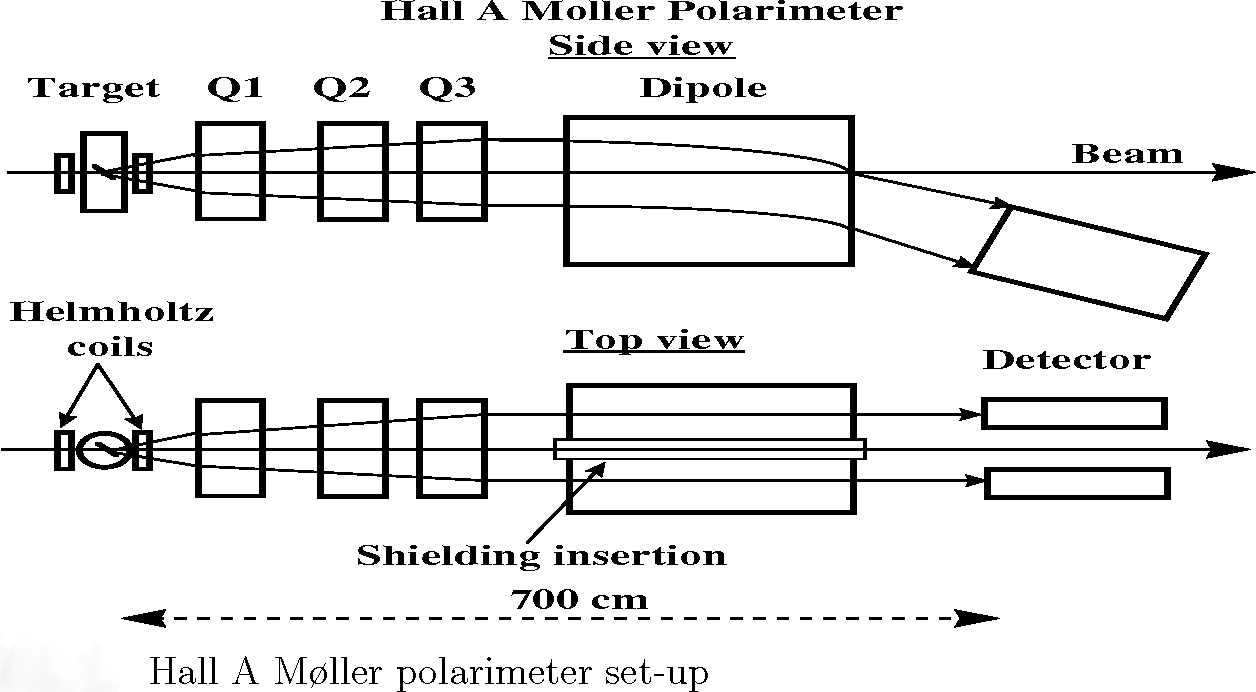 Hall A Moller Polarimeter
Side view
Target Q1 Q2 Q3 Dipole
Beam
Helmholtz
coils
Top view
Detector
Shielding insertion
700 cm
Hall A Møller polarimeter set-up